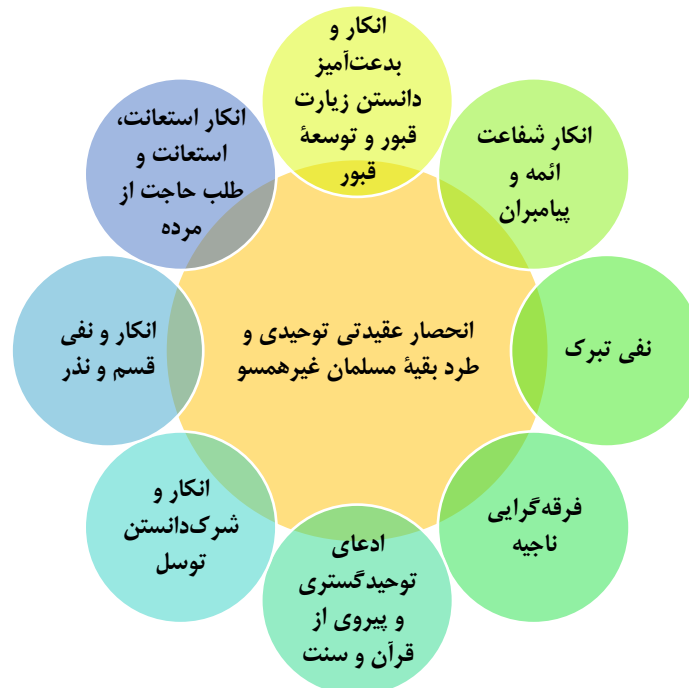 انکار و
بدعت‌آمیز
دانستن زیارت
قبور و توسعۀ
قبور
انکار شفاعت
ائمه و
پیامبران
نفی تبرک
فرقه‌گرایی
ناجیه
ادعای
توحیدگستری
و پیروی از
قرآن و سنت
انکار و
شرک‌دانستن
توسل
انکار و نفی
قسم و نذر
انکار استعانت،
استعانت و
طلب حاجت از
مرده
انحصار عقیدتی توحیدی و
طرد بقیۀ مسلمان غیرهمسو